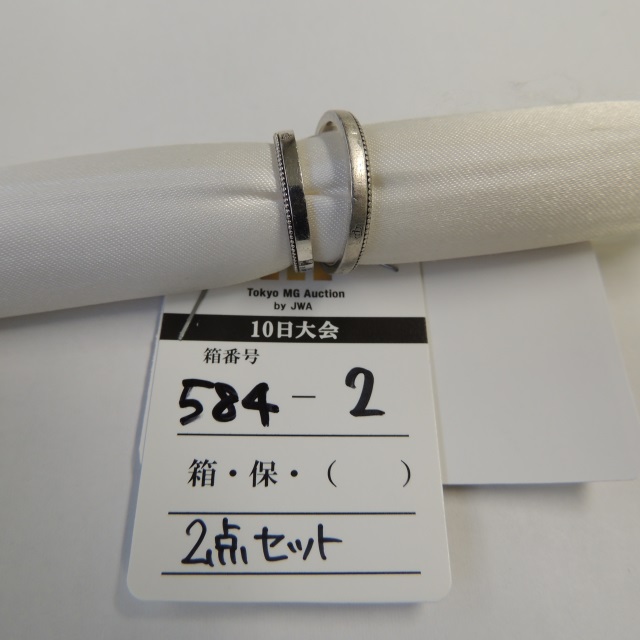 Tokyo MG Auction
by JWA
10日大会
箱番号
584 - 2
箱・保・(　　)
2点セット